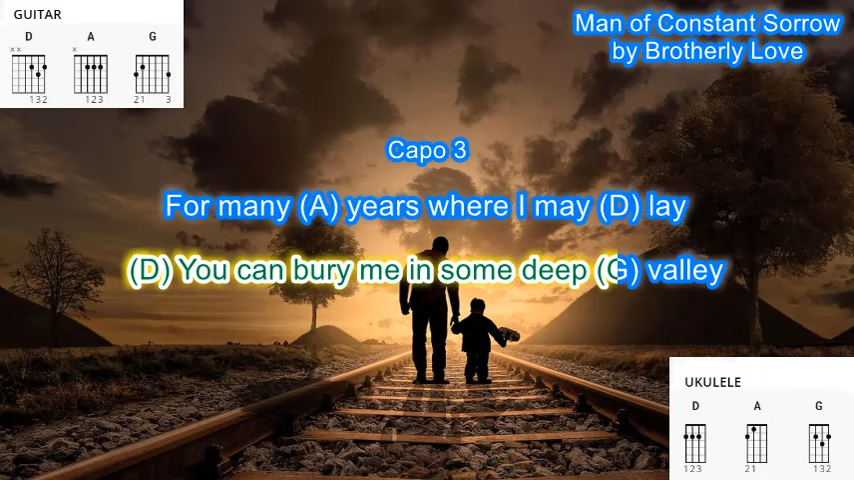 GUITAR
D A G
×× ×
132 123 21 3
Man of Constant Sorrow
by Brotherly Love
Capo 3
For many (A) years where I may (D) lay
(D) You can bury me in some deep (G) valley
UKULELE
D A G
123 21 132